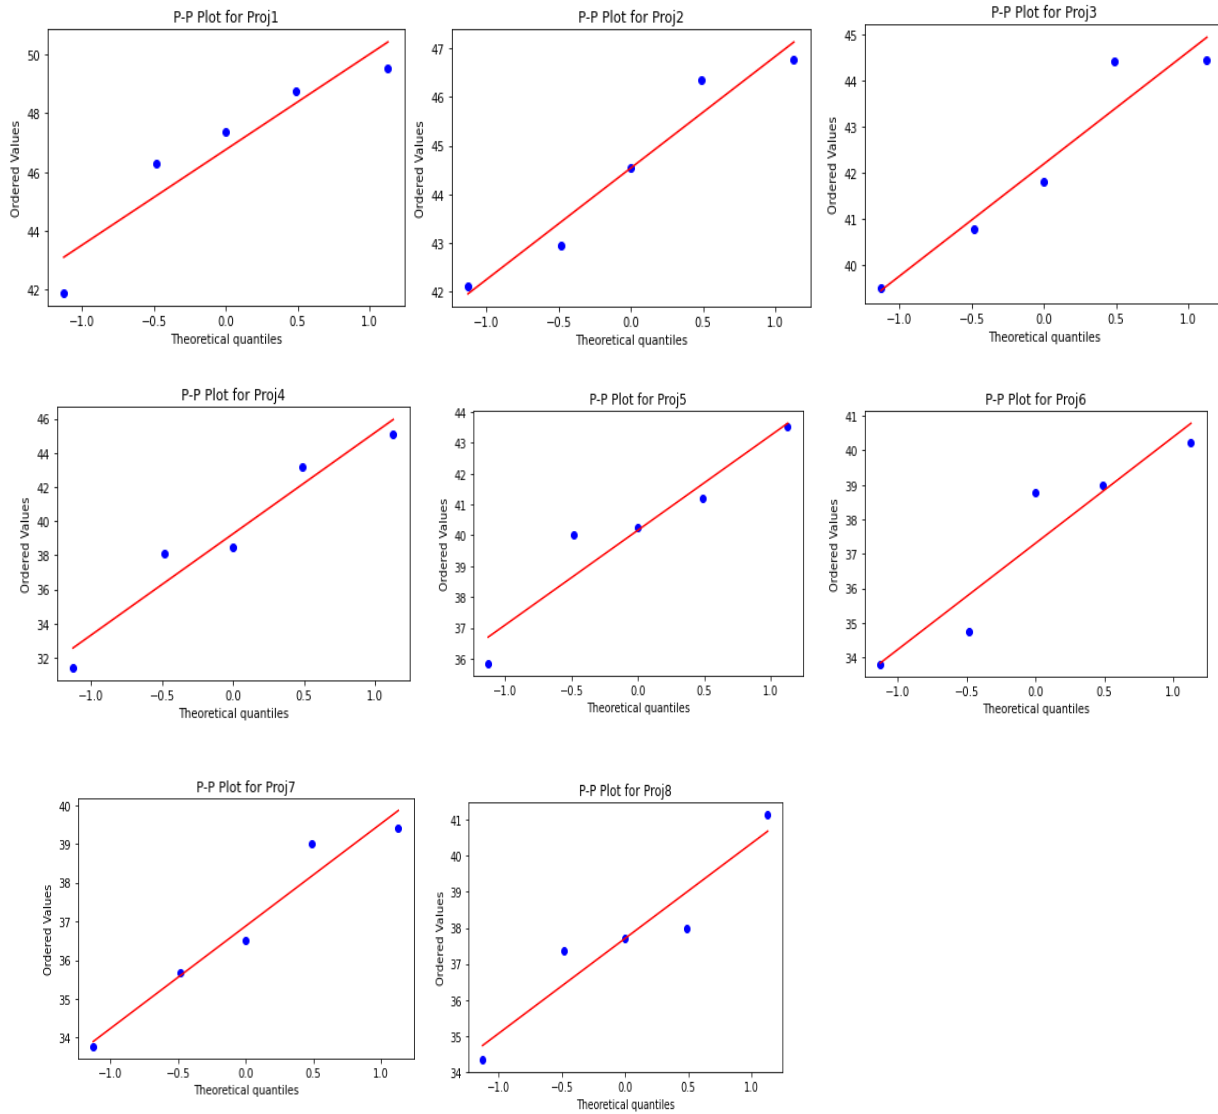 P-P Plot for Proj1
Ordered Values
50
48
46
44
42
−1.0 −0.5 0.0 0.5 1.0
Theoretical quantiles
P-P Plot for Proj2
Ordered Values
47
46
45
44
43
42
−1.0 −0.5 0.0 0.5 1.0
Theoretical quantiles
P-P Plot for Proj3
Ordered Values
45
44
43
42
41
40
−1.0 −0.5 0.0 0.5 1.0
Theoretical quantiles
P-P Plot for Proj4
Ordered Values
46
44
42
40
38
36
34
32
−1.0 −0.5 0.0 0.5 1.0
Theoretical quantiles
P-P Plot for Proj5
Ordered Values
44
43
42
41
40
39
38
37
36
−1.0 −0.5 0.0 0.5 1.0
Theoretical quantiles
P-P Plot for Proj6
Ordered Values
41
40
39
38
37
36
35
34
−1.0 −0.5 0.0 0.5 1.0
Theoretical quantiles
P-P Plot for Proj7
Ordered Values
40
39
38
37
36
35
34
−1.0 −0.5 0.0 0.5 1.0
Theoretical quantiles
P-P Plot for Proj8
Ordered Values
41
40
39
38
37
36
35
34
−1.0 −0.5 0.0 0.5 1.0
Theoretical quantiles